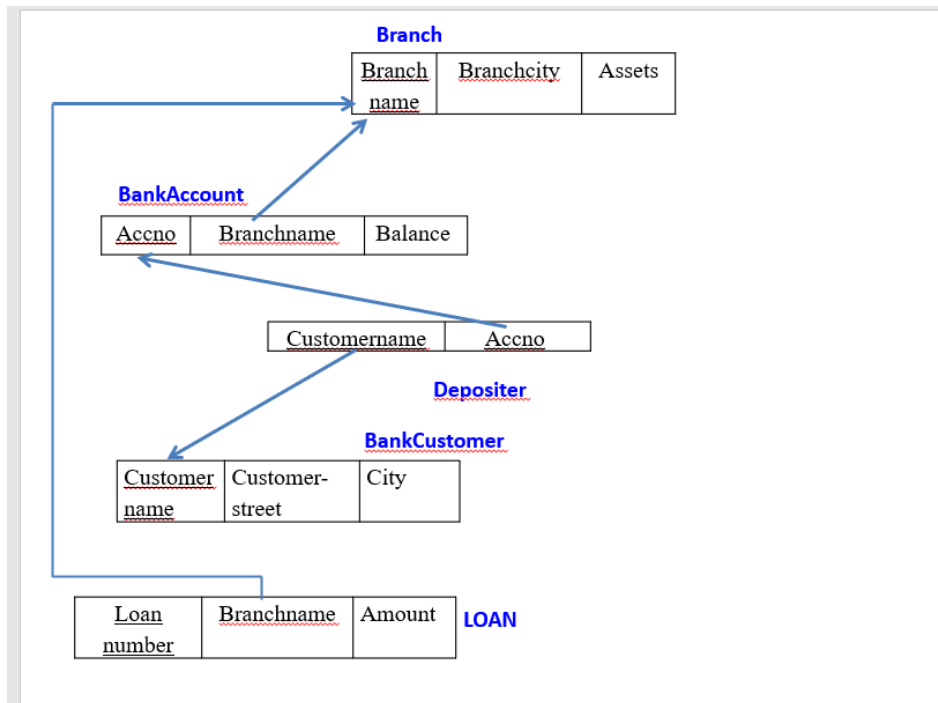 Branch
Branch Branchcity Assets
name
BankAccount
Accno Branchname Balance
Customername Accno
Depositer
BankCustomer
Customer Customer- City
name street
Loan Branchname Amount LOAN
number